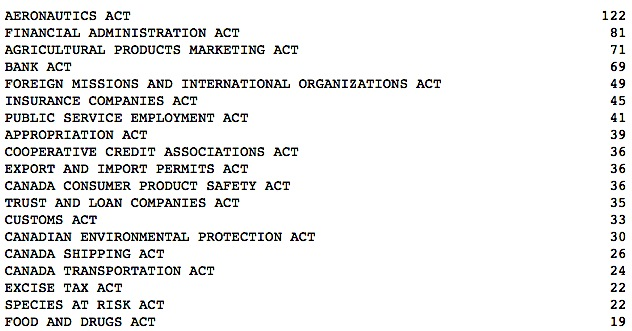 AERONAUTICS ACT 122
FINANCIAL ADMINISTRATION ACT 81
AGRICULTURAL PRODUCTS MARKETING ACT 71
BANK ACT 69
FOREIGN MISSIONS AND INTERNATIONAL ORGANIZATIONS ACT 49
INSURANCE COMPANIES ACT 45
PUBLIC SERVICE EMPLOYMENT ACT 41
APPROPRIATION ACT 39
COOPERATIVE CREDIT ASSOCIATIONS ACT 36
EXPORT AND IMPORT PERMITS ACT 36
CANADA CONSUMER PRODUCT SAFETY ACT 36
TRUST AND LOAN COMPANIES ACT 35
CUSTOMS ACT 33
CANADIAN ENVIRONMENTAL PROTECTION ACT 30
CANADA SHIPPING ACT 26
CANADA TRANSPORTATION ACT 24
EXCISE TAX ACT 22
SPECIES AT RISK ACT 22
FOOD AND DRUGS ACT 19